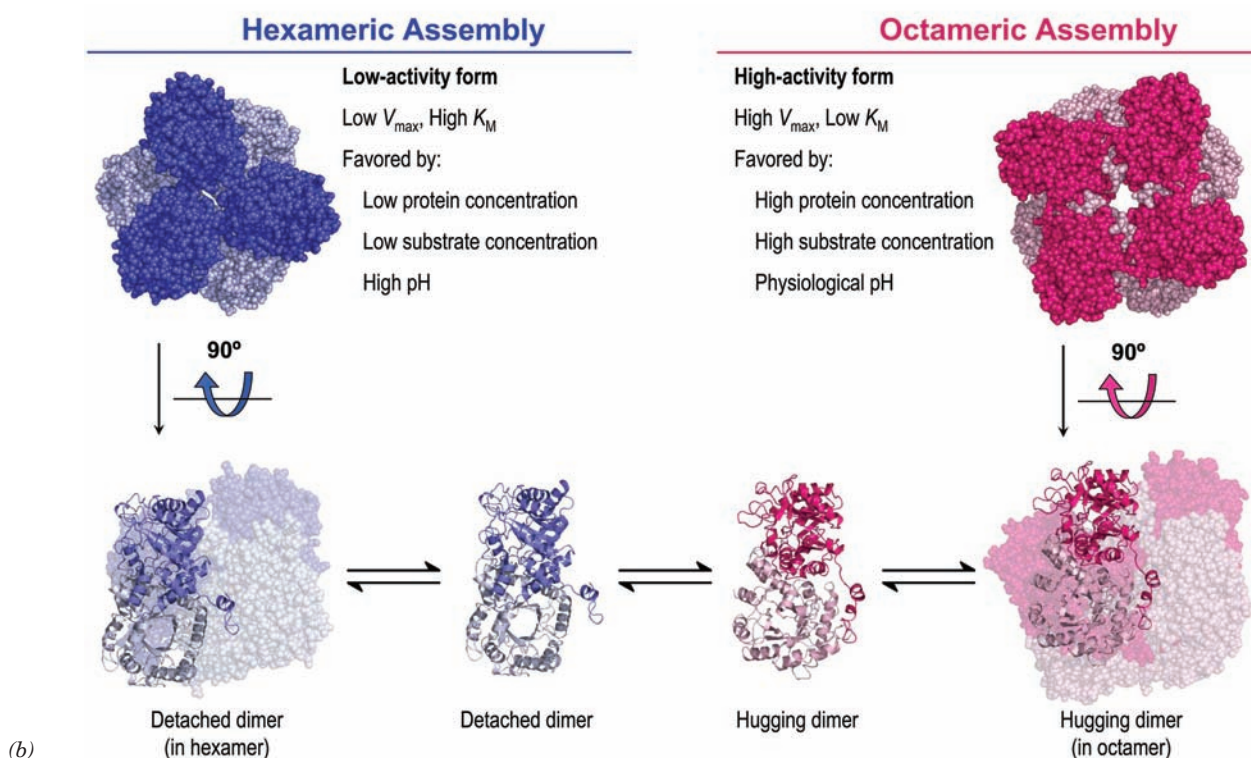 Hexameric Assembly
Low-activity form
Low Vmax, High KM
Favored by:
Low protein concentration
Low substrate concentration
High pH
90º
Detached dimer
(in hexamer)
Detached dimer
Octameric Assembly
High-activity form
High Vmax, Low KM
Favored by:
High protein concentration
High substrate concentration
Physiological pH
90º
Hugging dimer
Hugging dimer
(in octamer)
(b)